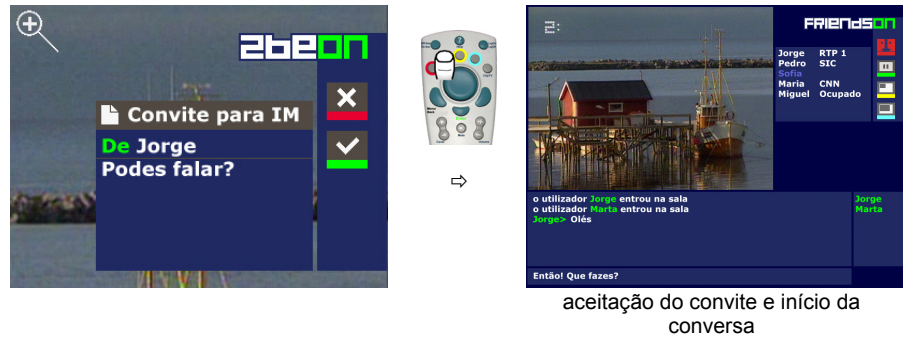 2beon
Convite para IM
De Jorge
Podes falar?
⇨
2:
FRIENDSON
Jorge RTP 1
Pedro SIC
Sofia
Maria CNN
Miguel Ocupado
o utilizador Jorge entrou na sala
o utilizador Marta entrou na sala
Jorge> Olés
Jorge
Marta
Então! Que fazes?
aceitação do convite e início da
conversa